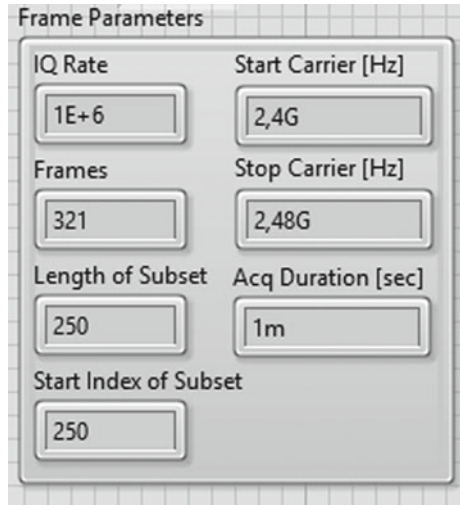 Frame Parameters
IQ Rate
1E+6
Start Carrier [Hz]
2,4G
Frames
321
Stop Carrier [Hz]
2,48G
Length of Subset
250
Acq Duration [sec]
1m
Start Index of Subset
250